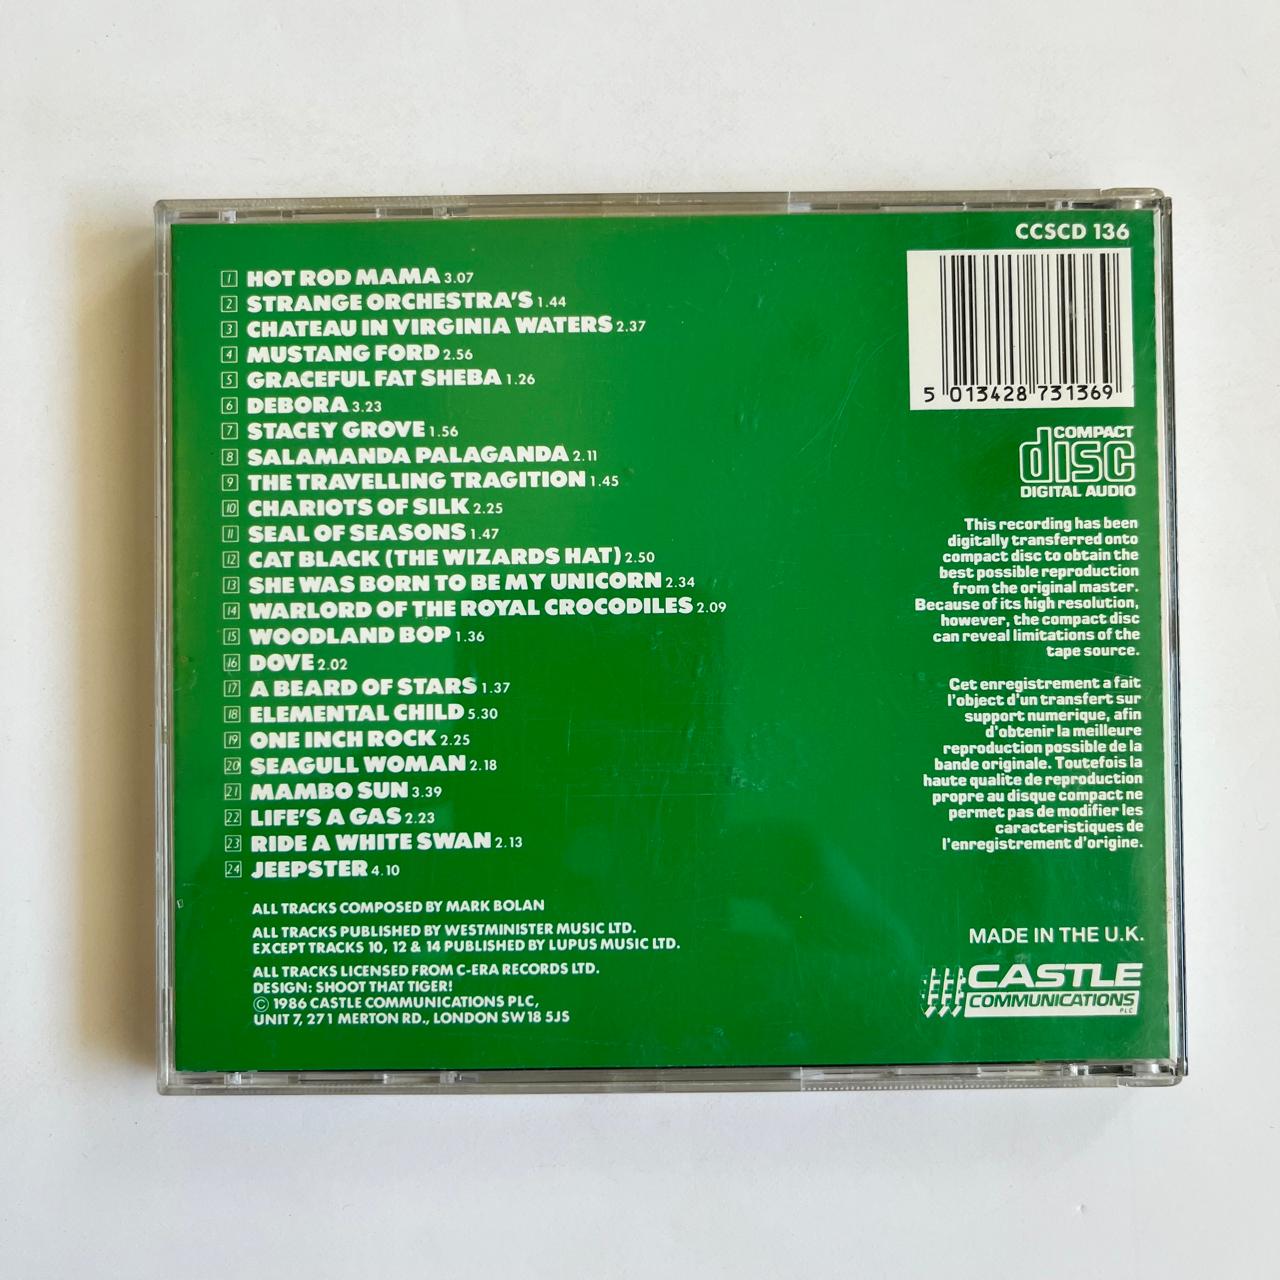 CCSCD 136
1 HOT ROD MAMA 3.07
2 STRANGE ORCHESTRA'S 1.44
3 CHATEAU IN VIRGINIA WATERS 2.37
4 MUSTANG FORD 2.56
5 GRACEFUL FAT SHEBA 1.26
6 DEBORA 3.23
7 STACEY GROVE 1.56
8 SALAMANDA PALAGANDA 2.11
9 THE TRAVELLING TRAGITION 1.45
10 CHARIOTS OF SILK 2.25
11 SEAL OF SEASONS 1.47
12 CAT BLACK (THE WIZARDS HAT) 2.50
13 SHE WAS BORN TO BE MY UNICORN 2.34
14 WARLORD OF THE ROYAL CROCODILES 2.09
15 WOODLAND BOP 1.36
16 DOVE 2.02
17 A BEARD OF STARS 1.37
18 ELEMENTAL CHILD 5.30
19 ONE INCH ROCK 2.25
20 SEAGULL WOMAN 2.18
21 MAMBO SUN 3.39
22 LIFE'S A GAS 2.23
23 RIDE A WHITE SWAN 2.13
24 JEEPSTER 4.10
ALL TRACKS COMPOSED BY MARK BOLAN
ALL TRACKS PUBLISHED BY WESTMINISTER MUSIC LTD.
EXCEPT TRACKS 10, 12 & 14 PUBLISHED BY LUPUS MUSIC LTD.
ALL TRACKS LICENSED FROM C-ERA RECORDS LTD.
DESIGN: SHOOT THAT TIGER!
© 1986 CASTLE COMMUNICATIONS PLC,
UNIT 7, 271 MERTON RD., LONDON SW18 5JS
5 013428 731369
COMPACT
disc
DIGITAL AUDIO
This recording has been
digitally transferred onto
compact disc to obtain the
best possible reproduction
from the original master.
Because of its high resolution,
however, the compact disc
can reveal limitations of the
tape source.
Cet enregistrement a fait
l'object d'un transfert sur
support numerique, afin
d'obtenir la meilleure
reproduction possible de la
bande originale. Toutefois la
haute qualite de reproduction
propre au disque compact ne
permet pas de modifier les
caracteristiques de
l'enregistrement d'origine.
MADE IN THE U.K.
CASTLE
COMMUNICATIONS
PLC